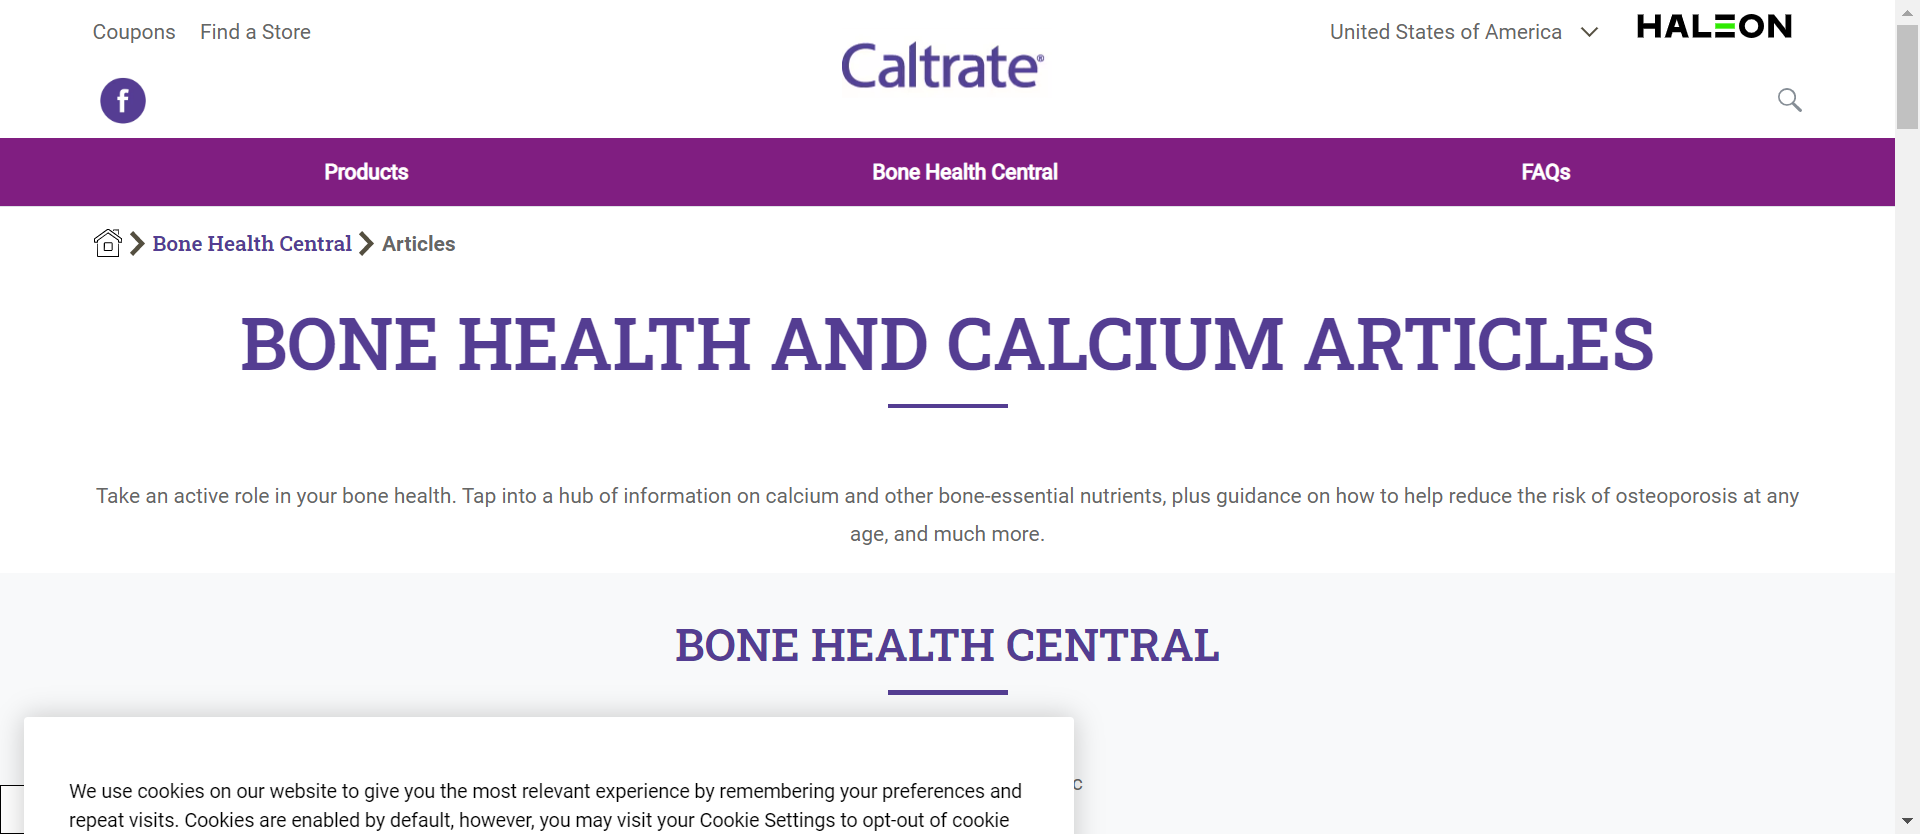 Coupons Find a Store
Caltrate®
United States of America
HALEON
f
Products Bone Health Central FAQs
Bone Health Central Articles
BONE HEALTH AND CALCIUM ARTICLES
Take an active role in your bone health. Tap into a hub of information on calcium and other bone-essential nutrients, plus guidance on how to help reduce the risk of osteoporosis at any
age, and much more.
BONE HEALTH CENTRAL
c
We use cookies on our website to give you the most relevant experience by remembering your preferences and
repeat visits. Cookies are enabled by default, however, you may visit your Cookie Settings to opt-out of cookie